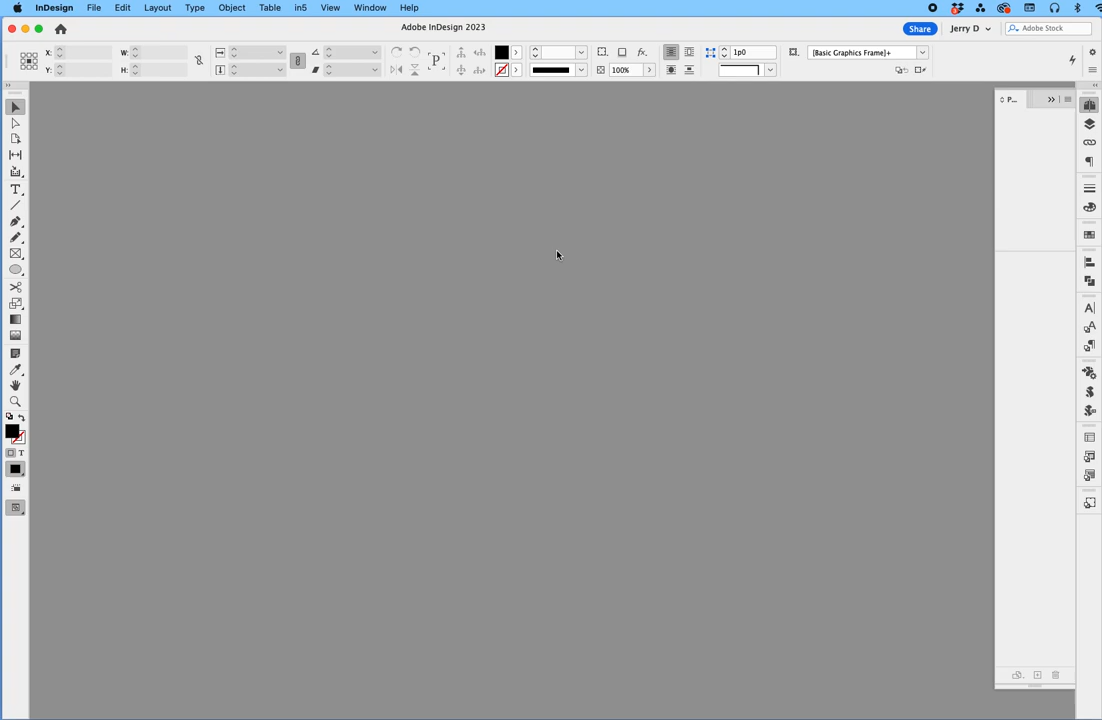 InDesign File Edit Layout Type Object Table in5 View Window Help
Adobe InDesign 2023
Share
Jerry D
Adobe Stock
X:
W:
1p0
[Basic Graphics Frame]+
Y:
H:
100%
P
fx.
P...
T
T
A
A